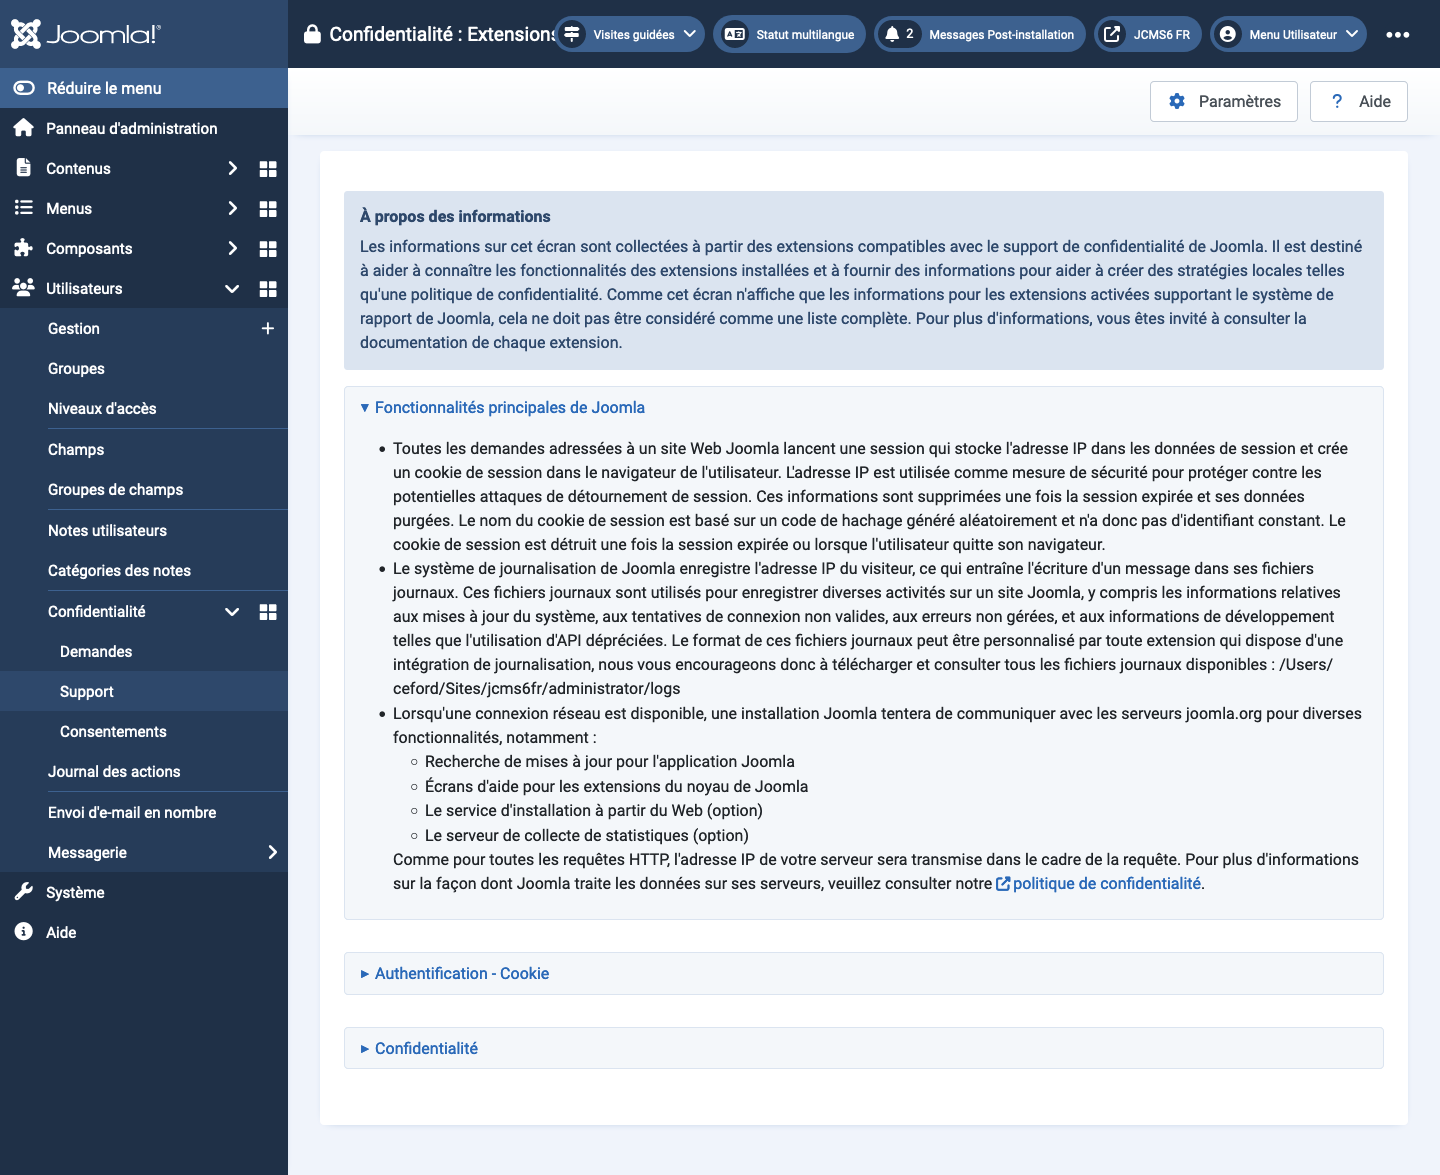 Joomla!
Confidentialité : Extensions
Visites guidées
Statut multilangue
2
Messages Post-installation
JCMS6 FR
Menu Utilisateur
Réduire le menu
Panneau d'administration
Contenus
Menus
Composants
Utilisateurs
Gestion
Groupes
Niveaux d'accès
Champs
Groupes de champs
Notes utilisateurs
Catégories des notes
Confidentialité
Demandes
Support
Consentements
Journal des actions
Envoi d'e-mail en nombre
Messagerie
Système
Aide
Paramètres
? Aide
À propos des informations
Les informations sur cet écran sont collectées à partir des extensions compatibles avec le support de confidentialité de Joomla. Il est destiné
à aider à connaître les fonctionnalités des extensions installées et à fournir des informations pour aider à créer des stratégies locales telles
qu'une politique de confidentialité. Comme cet écran n'affiche que les informations pour les extensions activées supportant le système de
rapport de Joomla, cela ne doit pas être considéré comme une liste complète. Pour plus d'informations, vous êtes invité à consulter la
documentation de chaque extension.
▾ Fonctionnalités principales de Joomla
• Toutes les demandes adressées à un site Web Joomla lancent une session qui stocke l'adresse IP dans les données de session et crée
un cookie de session dans le navigateur de l'utilisateur. L'adresse IP est utilisée comme mesure de sécurité pour protéger contre les
potentielles attaques de détournement de session. Ces informations sont supprimées une fois la session expirée et ses données
purgées. Le nom du cookie de session est basé sur un code de hachage généré aléatoirement et n'a donc pas d'identifiant constant. Le
cookie de session est détruit une fois la session expirée ou lorsque l'utilisateur quitte son navigateur.
• Le système de journalisation de Joomla enregistre l'adresse IP du visiteur, ce qui entraîne l'écriture d'un message dans ses fichiers
journaux. Ces fichiers journaux sont utilisés pour enregistrer diverses activités sur un site Joomla, y compris les informations relatives
aux mises à jour du système, aux tentatives de connexion non valides, aux erreurs non gérées, et aux informations de développement
telles que l'utilisation d'API dépréciées. Le format de ces fichiers journaux peut être personnalisé par toute extension qui dispose d'une
intégration de journalisation, nous vous encourageons donc à télécharger et consulter tous les fichiers journaux disponibles : /Users/
ceford/Sites/jcms6fr/administrator/logs
• Lorsqu'une connexion réseau est disponible, une installation Joomla tentera de communiquer avec les serveurs joomla.org pour diverses
fonctionnalités, notamment :
◦ Recherche de mises à jour pour l'application Joomla
◦ Écrans d'aide pour les extensions du noyau de Joomla
◦ Le service d'installation à partir du Web (option)
◦ Le serveur de collecte de statistiques (option)
Comme pour toutes les requêtes HTTP, l'adresse IP de votre serveur sera transmise dans le cadre de la requête. Pour plus d'informations
sur la façon dont Joomla traite les données sur ses serveurs, veuillez consulter notre politique de confidentialité.
▸ Authentification - Cookie
▸ Confidentialité